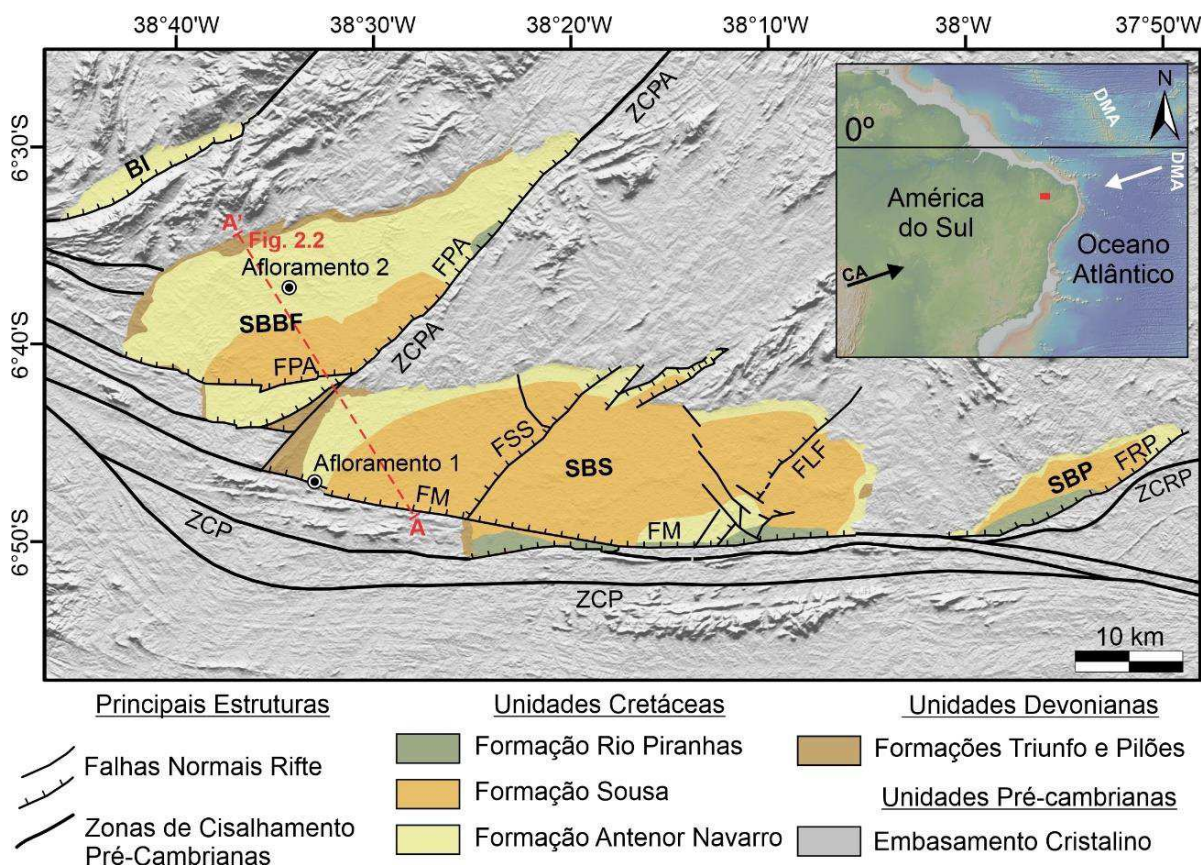 38°40'W
38°30'W
38°20'W
38°10'W
38°W
37°50'W
6°30'S
6°40'S
6°50'S
BI
A'
Fig. 2.2
Afloramento 2
SBBF
FPA
FPA
ZCPA
ZCPA
Afloramento 1
FM
A
FSS
SBS
FLF
FM
SBP
FRP
ZCRP
ZCP
ZCP
10 km
N
0º
DMA
DMA
América
do Sul
Oceano
Atlântico
CA
Principais Estruturas
Falhas Normais Rifte
Zonas de Cisalhamento
Pré-Cambrianas
Unidades Cretáceas
Formação Rio Piranhas
Formação Sousa
Formação Antenor Navarro
Unidades Devonianas
Formações Triunfo e Pilões
Unidades Pré-cambrianas
Embasamento Cristalino